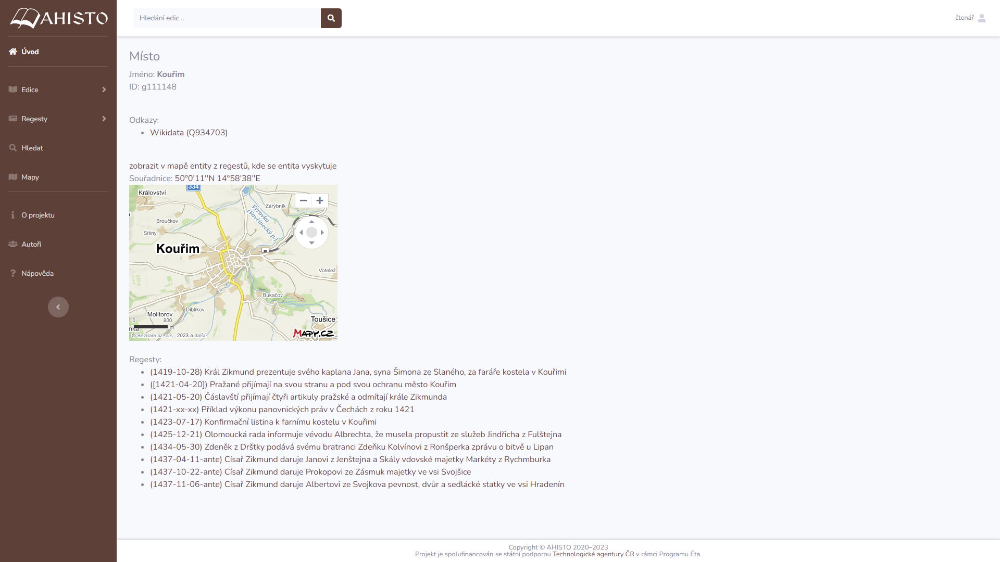 AHISTO
Hledání edic...
čtenář
Úvod
Edice
Regesty
Hledat
Mapy
O projektu
Autoři
Nápověda
Místo
Jméno: Kouřim
ID: g111148
Odkazy:
Wikidata (Q934703)
zobrazit v mapě entity z regestů, kde se entita vyskytuje
Souřadnice: 50°0'11''N 14°58'38''E
334
Království
Zárybník
Výrovka
(Vavřinecký p.)
Broučkov
Sítiny
Kouřim
Votelež
Bukačov
Diblíkov
Molitorov
Toušice
0 800
m
nka
© Seznam.cz, a.s., 2023 a další
Mapy.cz
Regesty:
(1419-10-28) Král Zikmund prezentuje svého kaplana Jana, syna Šimona ze Slaného, za faráře kostela v Kouřimi
([1421-04-20]) Pražané přijímají na svou stranu a pod svou ochranu město Kouřim
(1421-05-20) Čáslavští přijímají čtyři artikuly pražské a odmítají krále Zikmunda
(1421-xx-xx) Příklad výkonu panovnických práv v Čechách z roku 1421
(1423-07-17) Konfirmační listina k farnímu kostelu v Kouřimi
(1425-12-21) Olomoucká rada informuje vévodu Albrechta, že musela propustit ze služeb Jindřicha z Fulštejna
(1434-05-30) Zdeněk z Drštky podává svému bratranci Zdeňku Kolvínovi z Ronšperka zprávu o bitvě u Lipan
(1437-04-11-ante) Císař Zikmund daruje Janovi z Jenštejna a Skály vdovské majetky Markéty z Rychmburka
(1437-10-22-ante) Císař Zikmund daruje Prokopovi ze Zásmuk majetky ve vsi Svojšice
(1437-11-06-ante) Císař Zikmund daruje Albertovi ze Svojkova pevnost, dvůr a sedlácké statky ve vsi Hradenín
Copyright © AHISTO 2020–2023
Projekt je spolufinancován se státní podporou Technologické agentury ČR v rámci Programu Éta.